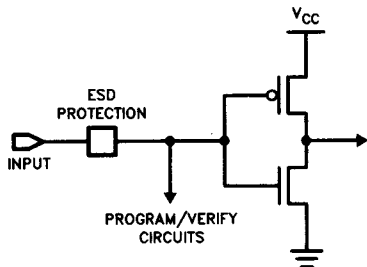 VCC
ESD
PROTECTION
INPUT
PROGRAM/VERIFY
CIRCUITS